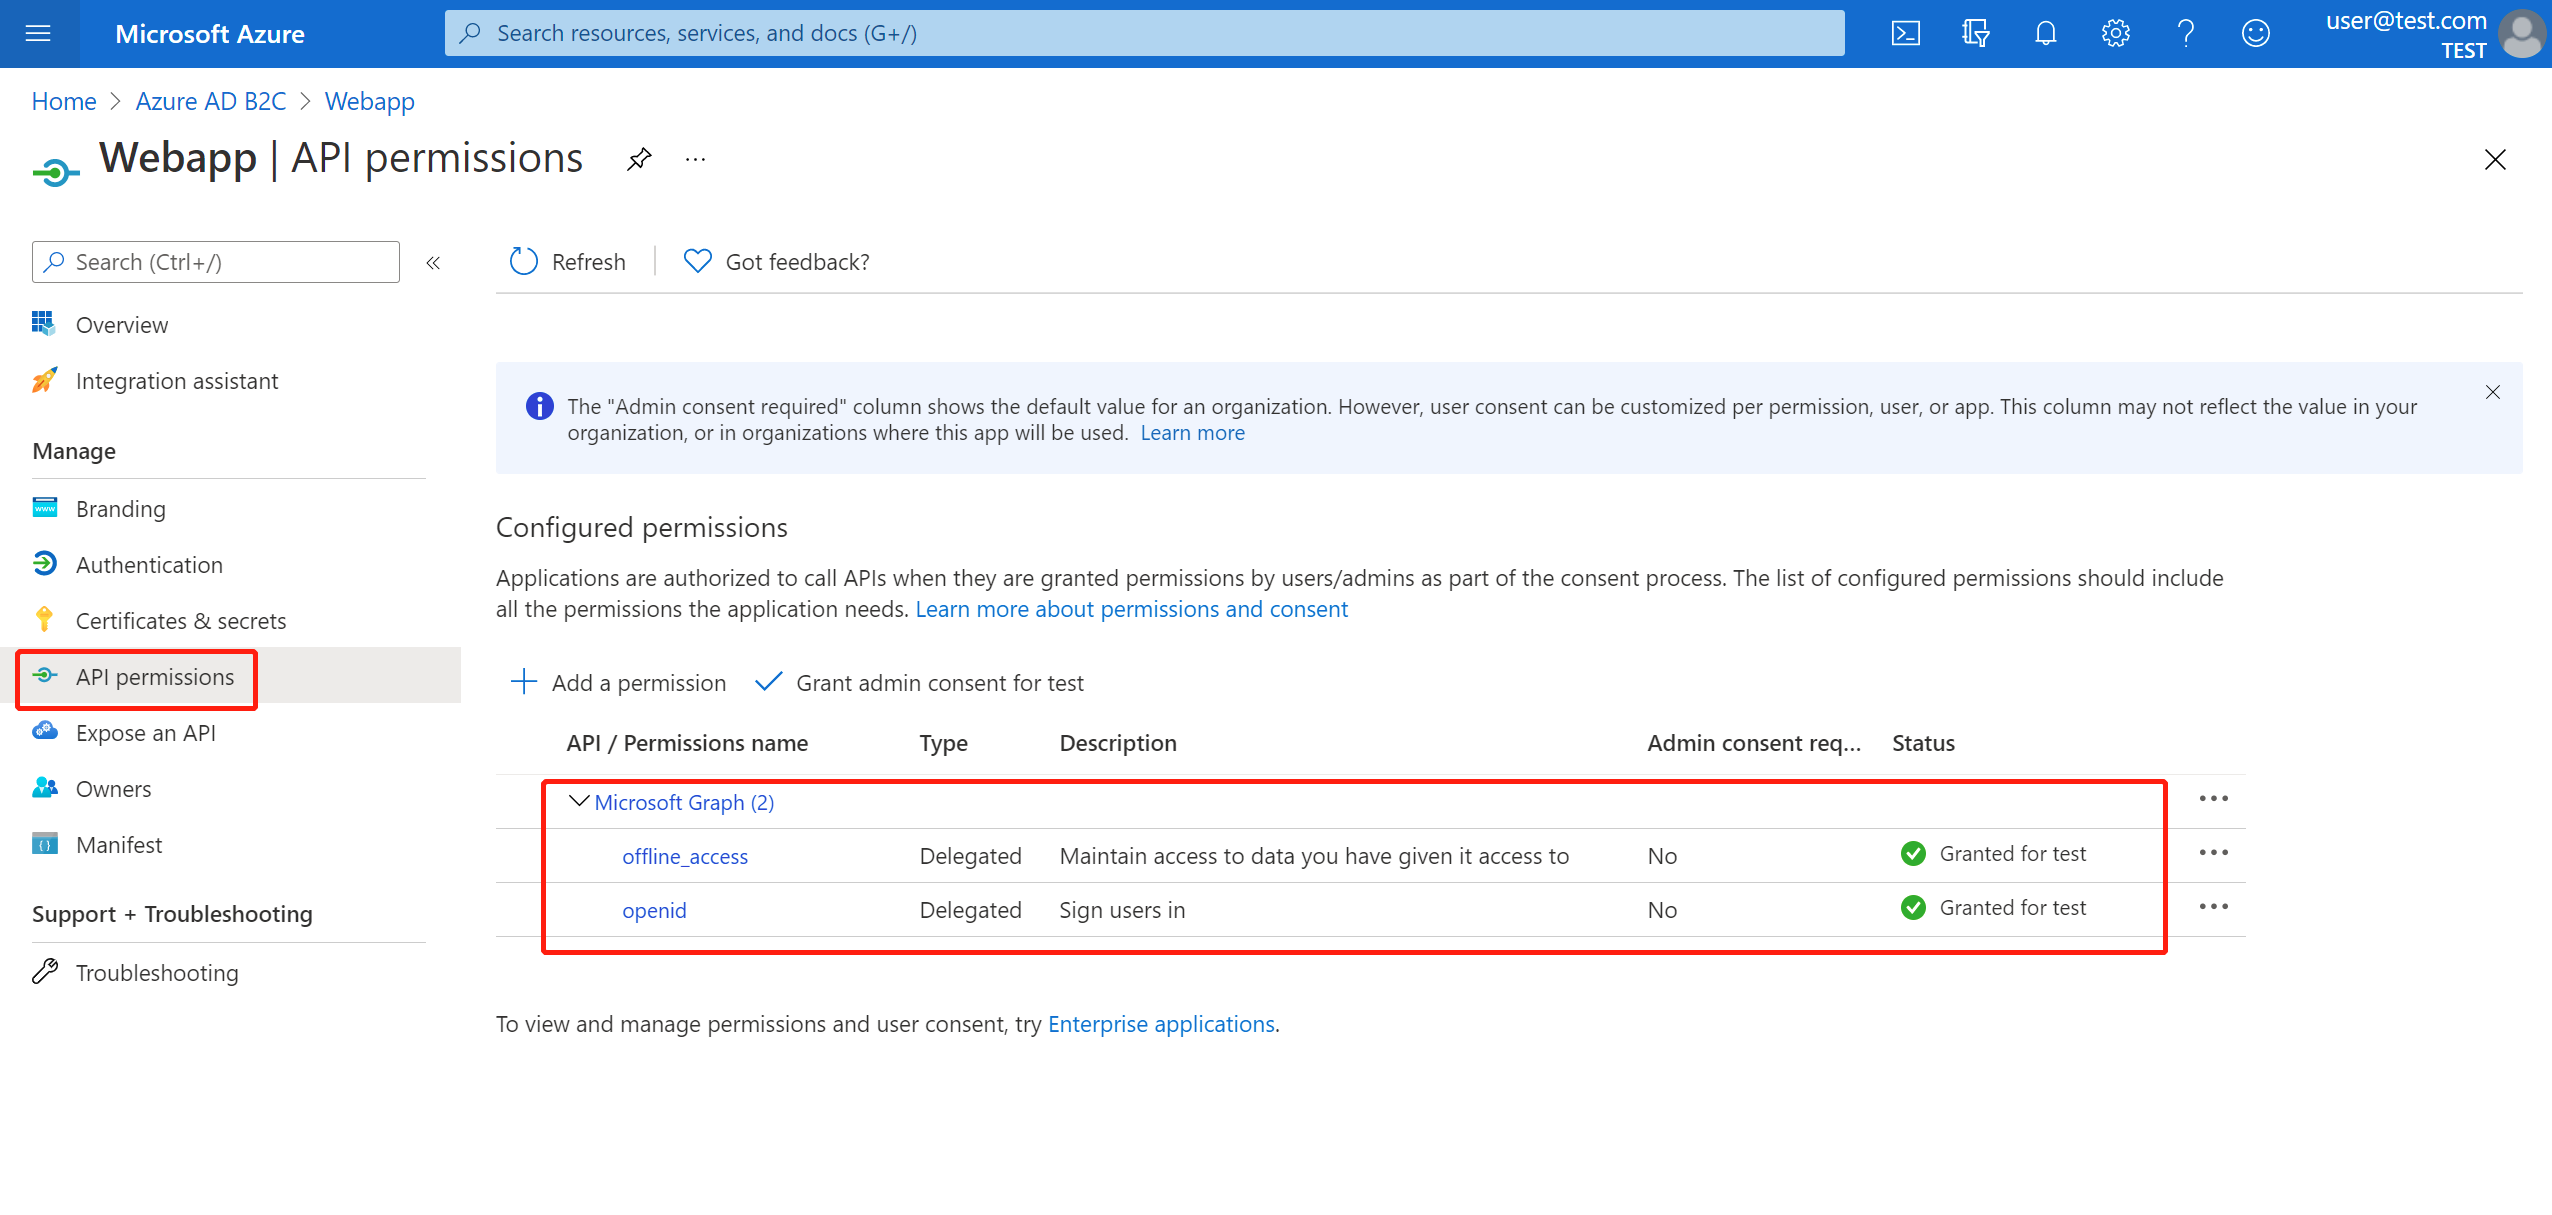 Microsoft Azure
Search resources, services, and docs (G+/)
user@test.com
TEST
Home > Azure AD B2C > Webapp
Webapp | API permissions
Search (Ctrl+/)
Refresh
Got feedback?
Overview
Integration assistant
Manage
Branding
Authentication
Certificates & secrets
API permissions
Expose an API
Owners
Manifest
Support + Troubleshooting
Troubleshooting
The "Admin consent required" column shows the default value for an organization. However, user consent can be customized per permission, user, or app. This column may not reflect the value in your
organization, or in organizations where this app will be used. Learn more
Configured permissions
Applications are authorized to call APIs when they are granted permissions by users/admins as part of the consent process. The list of configured permissions should include
all the permissions the application needs. Learn more about permissions and consent
Add a permission
Grant admin consent for test
API / Permissions name Type Description Admin consent req... Status
Microsoft Graph (2)
offline_access Delegated Maintain access to data you have given it access to No Granted for test
openid Delegated Sign users in No Granted for test
To view and manage permissions and user consent, try Enterprise applications.